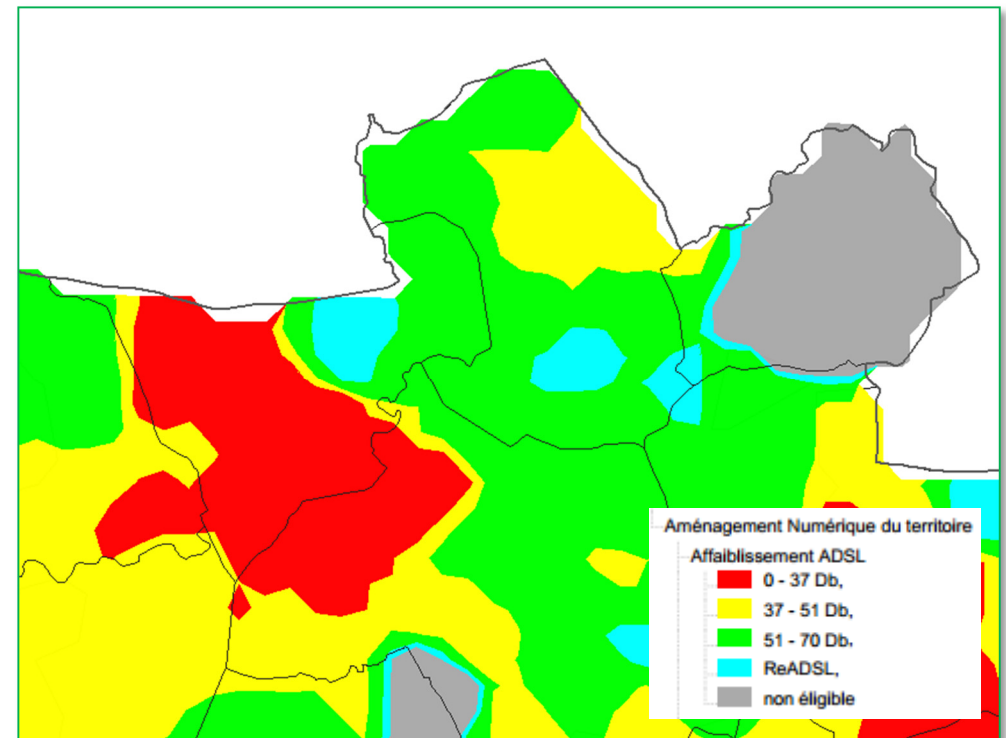 Aménagement Numérique du territoire
Affaiblissement ADSL
0 - 37 Db,
37 - 51 Db,
51 - 70 Db,
ReADSL,
non éligible